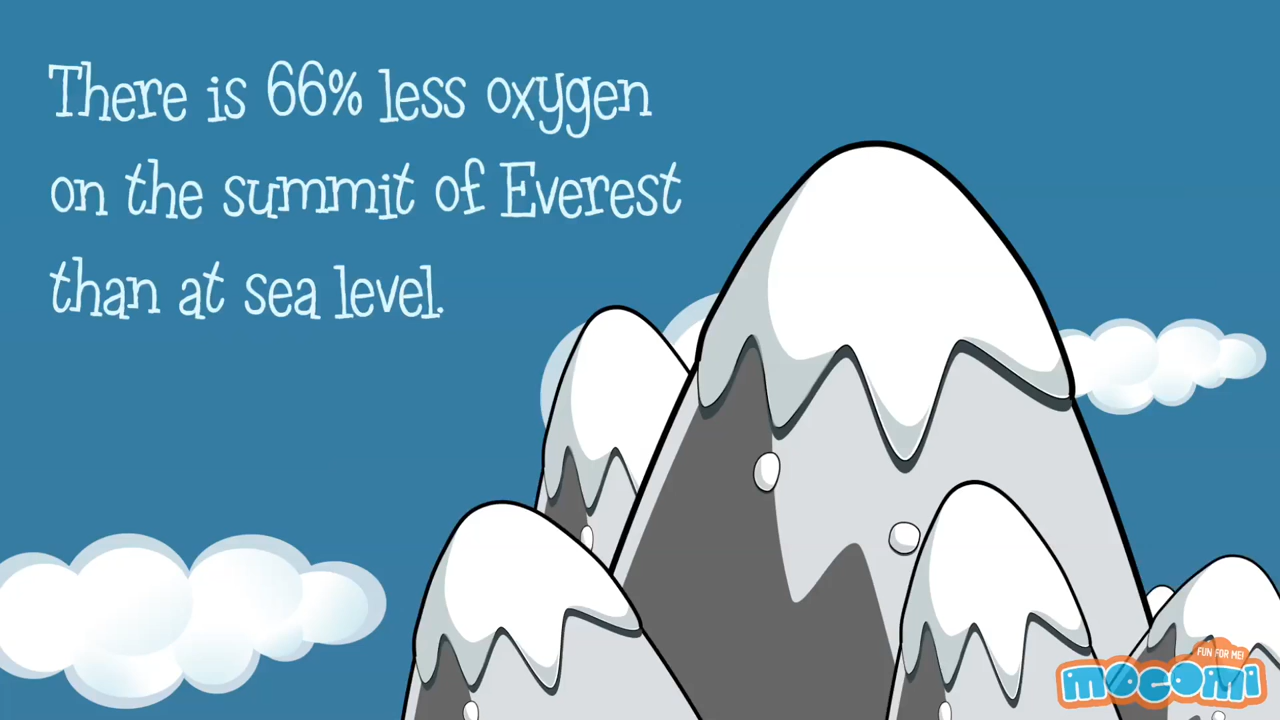 There is 66% less oxygen
on the summit of Everest
than at sea level.
FUN FOR ME!
mocomi